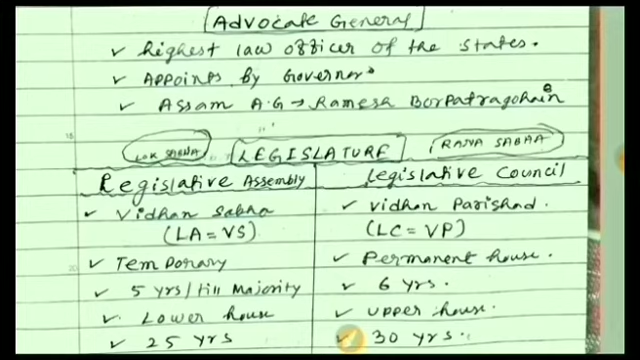 Advocate General
✓ highest law officer of the states.
✓ Appoints by Governor
✓ Assam A.G → Ramesh Borpatragohain
LOK SABHA LEGISLATURE RAJYA SABAA
Legislative Assembly Legislative Council
✓ Vidhan Sabha ✓ Vidhan Parishad.
(LA = VS) (LC = VP)
✓ Temporary ✓ Permanent house.
✓ 5 yrs/till Majority ✓ 6 yrs.
✓ Lower house ✓ Upper house.
✓ 25 yrs ✓ 30 yrs.